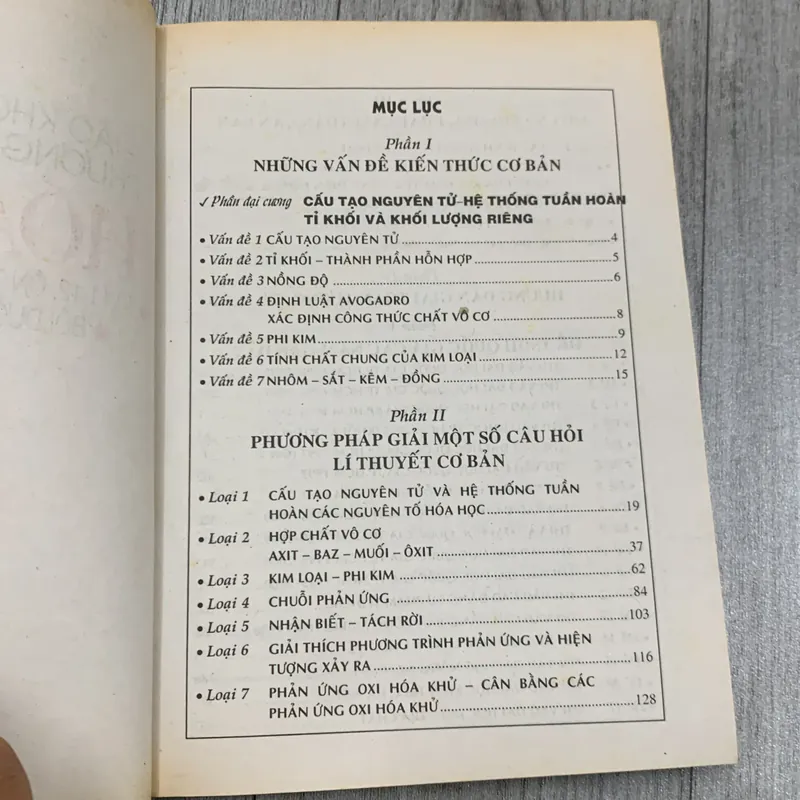 MỤC LỤC
Phần I
NHỮNG VẤN ĐỀ KIẾN THỨC CƠ BẢN
✓ Phần đại cương CẤU TẠO NGUYÊN TỬ-HỆ THỐNG TUẦN HOÀN
TỈ KHỐI VÀ KHỐI LƯỢNG RIÊNG
• Vấn đề 1 CẤU TẠO NGUYÊN TỬ 4
• Vấn đề 2 TỈ KHỐI – THÀNH PHẦN HỖN HỢP 5
• Vấn đề 3 NỒNG ĐỘ 6
• Vấn đề 4 ĐỊNH LUẬT AVOGADRO
XÁC ĐỊNH CÔNG THỨC CHẤT VÔ CƠ 8
• Vấn đề 5 PHI KIM 9
• Vấn đề 6 TÍNH CHẤT CHUNG CỦA KIM LOẠI 12
• Vấn đề 7 NHÔM – SẮT – KẼM – ĐỒNG 15
Phần II
PHƯƠNG PHÁP GIẢI MỘT SỐ CÂU HỎI
LÍ THUYẾT CƠ BẢN
• Loại 1 CẤU TẠO NGUYÊN TỬ VÀ HỆ THỐNG TUẦN
HOÀN CÁC NGUYÊN TỐ HÓA HỌC 19
• Loại 2 HỢP CHẤT VÔ CƠ
AXIT – BAZ – MUỐI – ÔXIT 37
• Loại 3 KIM LOẠI – PHI KIM 62
• Loại 4 CHUỖI PHẢN ỨNG 84
• Loại 5 NHẬN BIẾT – TÁCH RỜI 103
• Loại 6 GIẢI THÍCH PHƯƠNG TRÌNH PHẢN ỨNG VÀ HIỆN
TƯỢNG XẢY RA 116
• Loại 7 PHẢN ỨNG OXI HÓA KHỬ – CÂN BẰNG CÁC
PHẢN ỨNG OXI HÓA KHỬ 128